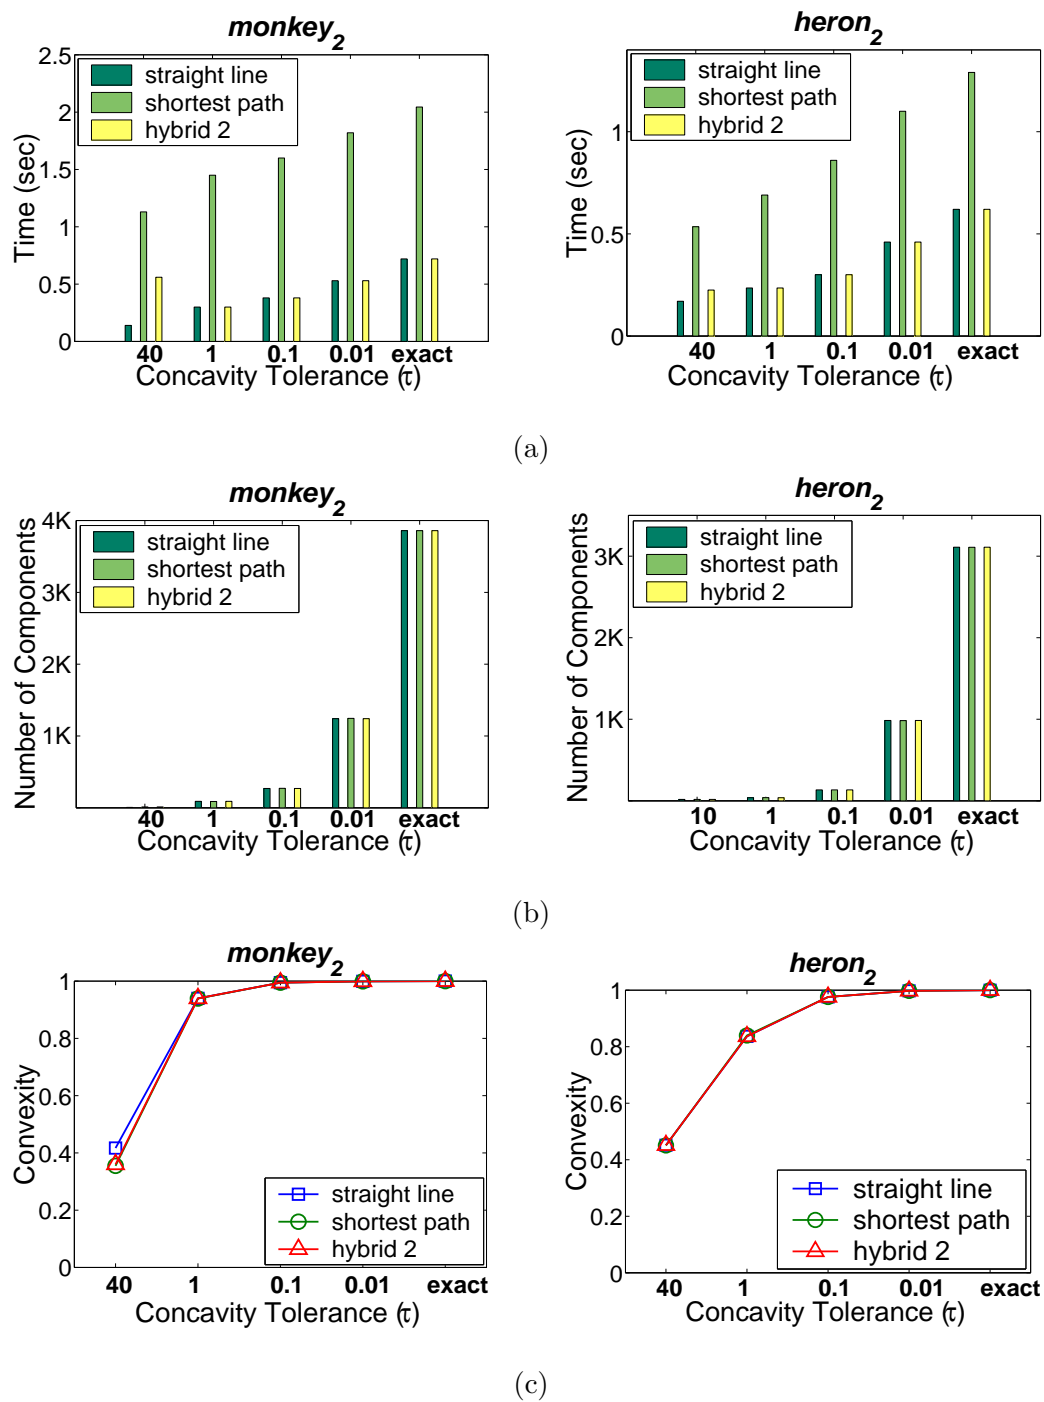 monkey2
2.5
2
1.5
1
0.5
0
Time (sec)
straight line
shortest path
hybrid 2
40 1 0.1 0.01 exact
Concavity Tolerance (τ)
heron2
1
0.5
0
Time (sec)
straight line
shortest path
hybrid 2
40 1 0.1 0.01 exact
Concavity Tolerance (τ)
(a)
monkey2
4K
3K
2K
1K
Number of Components
straight line
shortest path
hybrid 2
40 1 0.1 0.01 exact
Concavity Tolerance (τ)
heron2
3K
2K
1K
Number of Components
straight line
shortest path
hybrid 2
10 1 0.1 0.01 exact
Concavity Tolerance (τ)
(b)
monkey2
1
0.8
0.6
0.4
0.2
0
Convexity
straight line
shortest path
hybrid 2
40 1 0.1 0.01 exact
Concavity Tolerance (τ)
heron2
1
0.8
0.6
0.4
0.2
0
Convexity
straight line
shortest path
hybrid 2
40 1 0.1 0.01 exact
Concavity Tolerance (τ)
(c)